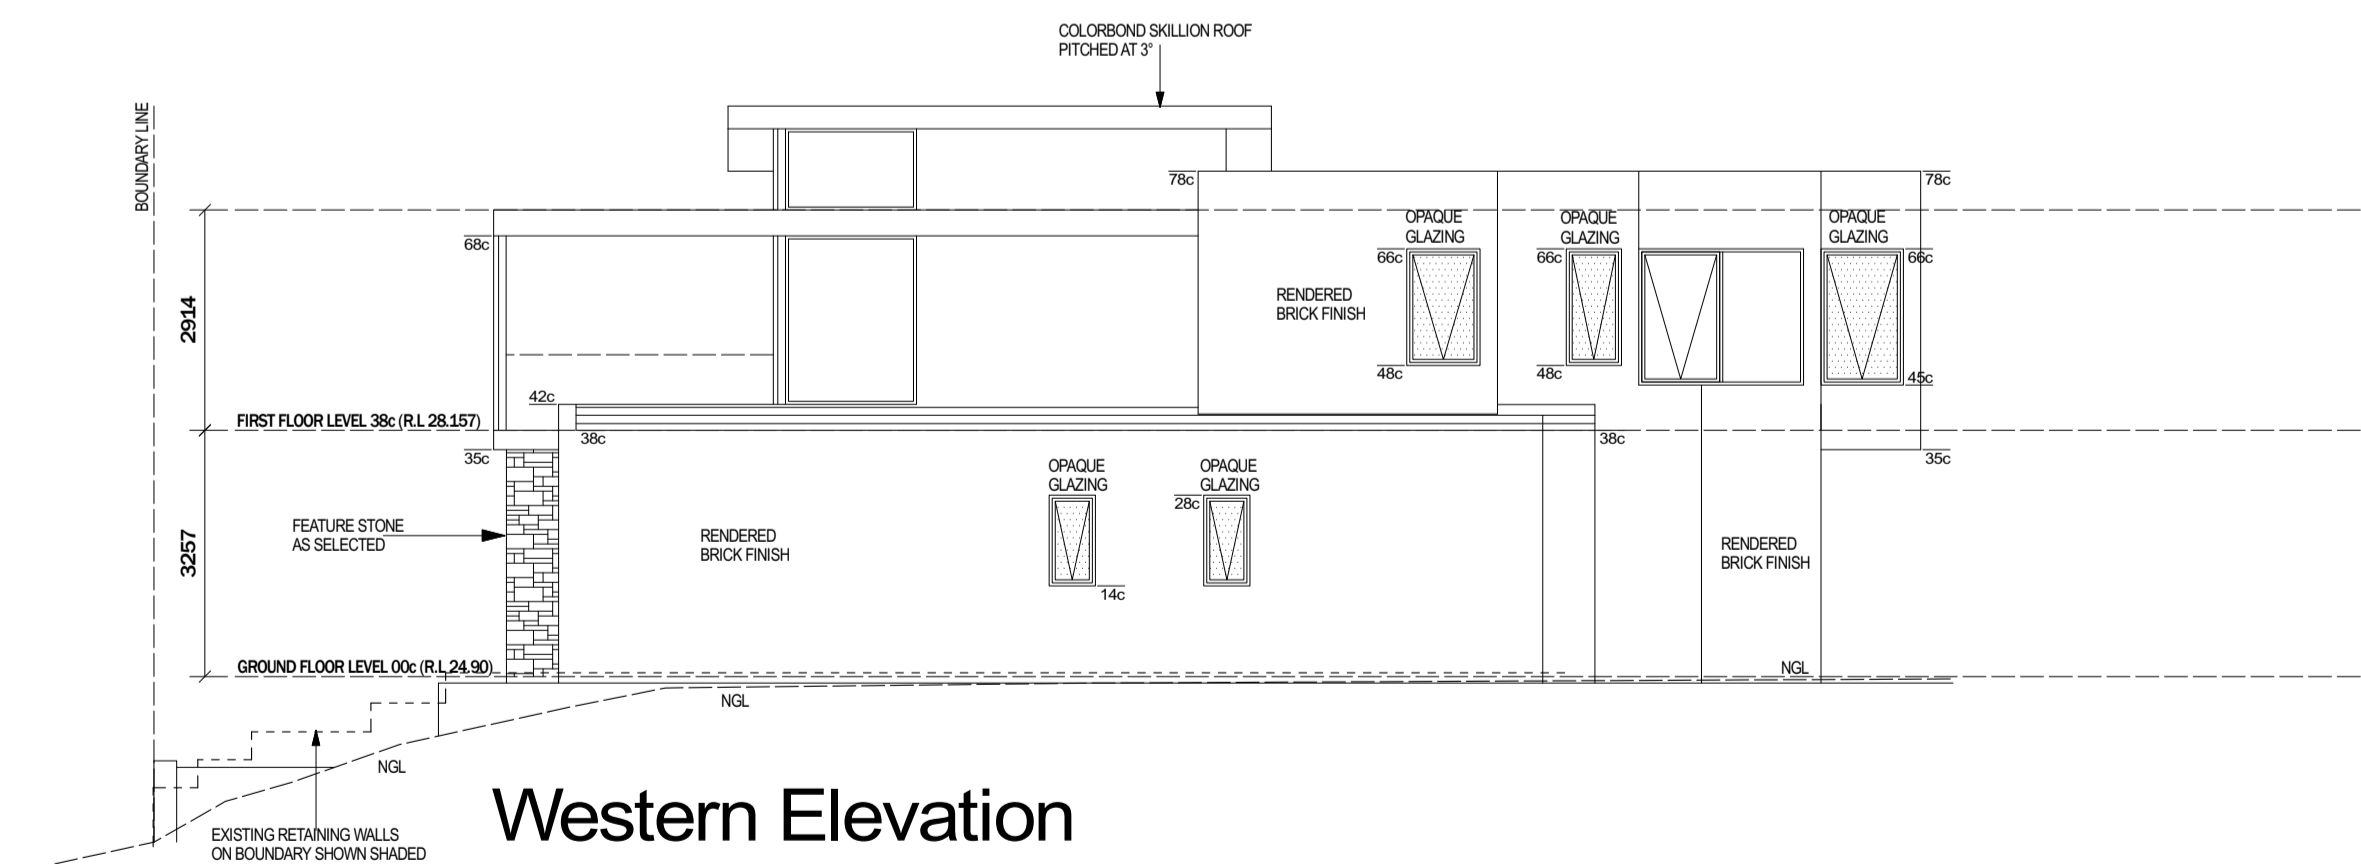 COLORBOND SKILLION ROOF
PITCHED AT 3°
BOUNDARY LINE
78c
78c
OPAQUE
GLAZING
OPAQUE
GLAZING
OPAQUE
GLAZING
68c
66c
66c
66c
2914
RENDERED
BRICK FINISH
48c
48c
45c
42c
FIRST FLOOR LEVEL 38c (R.L 28.157)
38c
38c
35c
35c
OPAQUE
GLAZING
OPAQUE
GLAZING
28c
FEATURE STONE
AS SELECTED
3257
RENDERED
BRICK FINISH
RENDERED
BRICK FINISH
14c
GROUND FLOOR LEVEL 00c (R.L 24.90)
NGL
NGL
NGL
Western Elevation
EXISTING RETAINING WALLS
ON BOUNDARY SHOWN SHADED